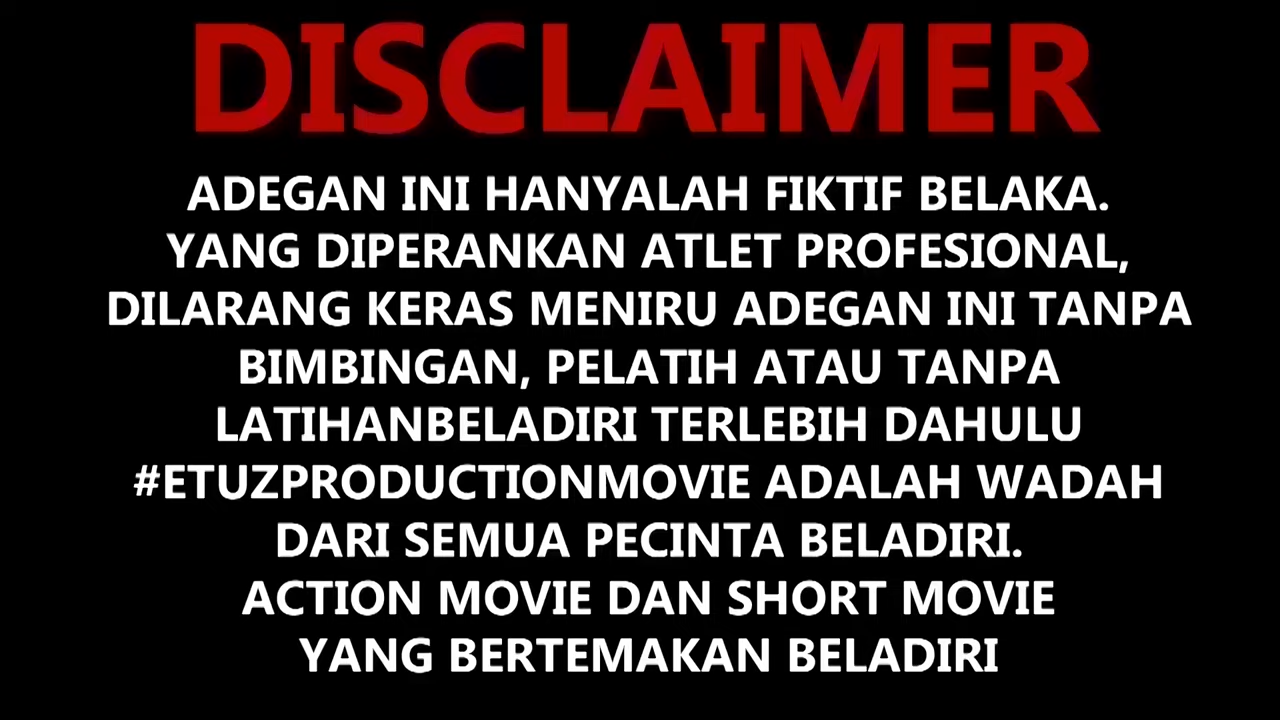 DISCLAIMER
ADEGAN INI HANYALAH FIKTIF BELAKA.
YANG DIPERANKAN ATLET PROFESIONAL,
DILARANG KERAS MENIRU ADEGAN INI TANPA
BIMBINGAN, PELATIH ATAU TANPA
LATIHANBELADIRI TERLEBIH DAHULU
#ETUZPRODUCTIONMOVIE ADALAH WADAH
DARI SEMUA PECINTA BELADIRI.
ACTION MOVIE DAN SHORT MOVIE
YANG BERTEMAKAN BELADIRI